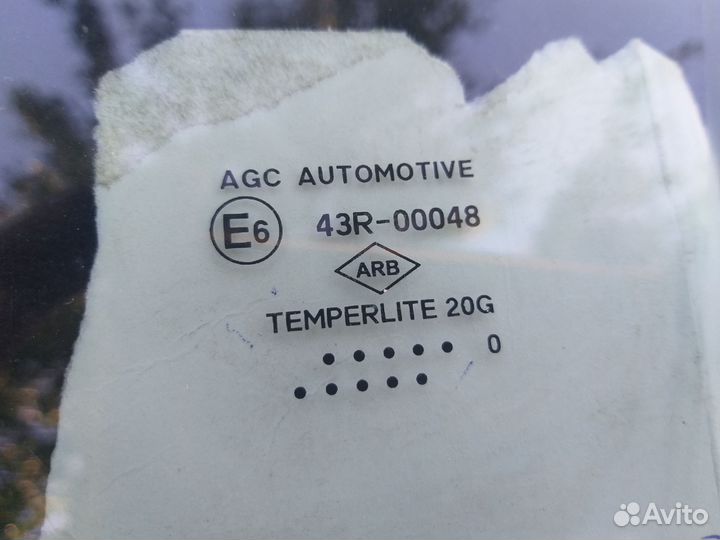 AGC AUTOMOTIVE
E6 43R-00048
ARB
TEMPERLITE 20G
• • • • • 0
• • • • •
Avito